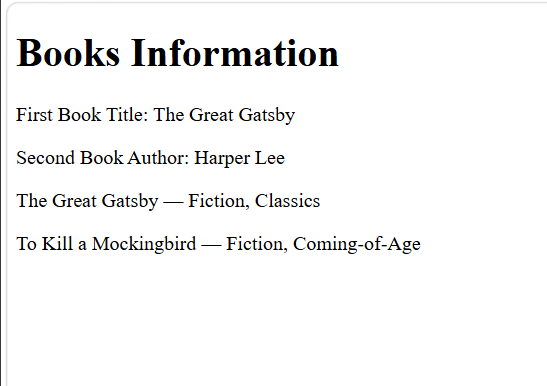 Books Information
First Book Title: The Great Gatsby
Second Book Author: Harper Lee
The Great Gatsby — Fiction, Classics
To Kill a Mockingbird — Fiction, Coming-of-Age